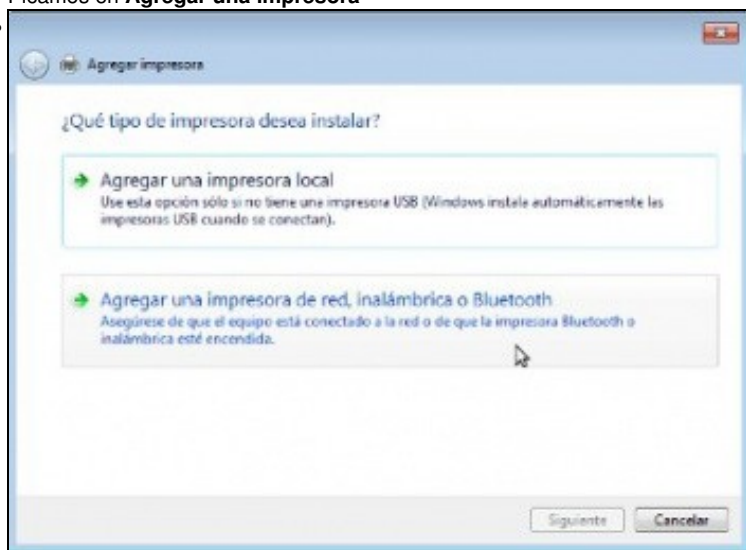 Picamos en Agregar una impresora
Agregar impresora
¿Qué tipo de impresora desea instalar?
Agregar una impresora local
Use esta opción sólo si no tiene una impresora USB (Windows instala automáticamente las
impresoras USB cuando se conectan).
Agregar una impresora de red, inalámbrica o Bluetooth
Asegúrese de que el equipo está conectado a la red o de que la impresora Bluetooth o
inalámbrica esté encendida.
Siguiente
Cancelar